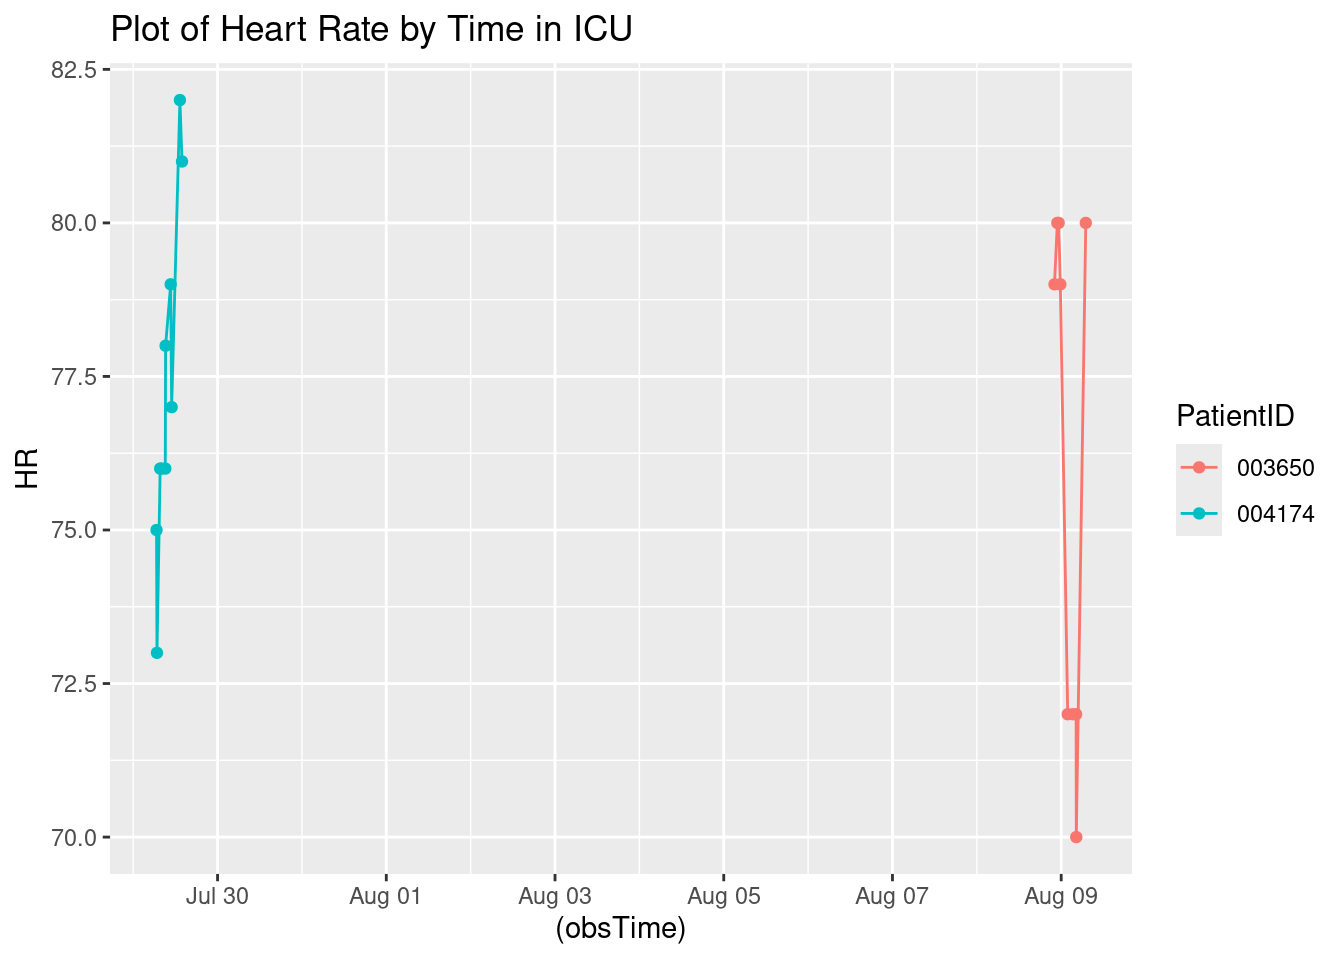 Plot of Heart Rate by Time in ICU
82.5
80.0
77.5
75.0
72.5
70.0
HR
Jul 30 Aug 01 Aug 03 Aug 05 Aug 07 Aug 09
(obsTime)
PatientID
003650
004174